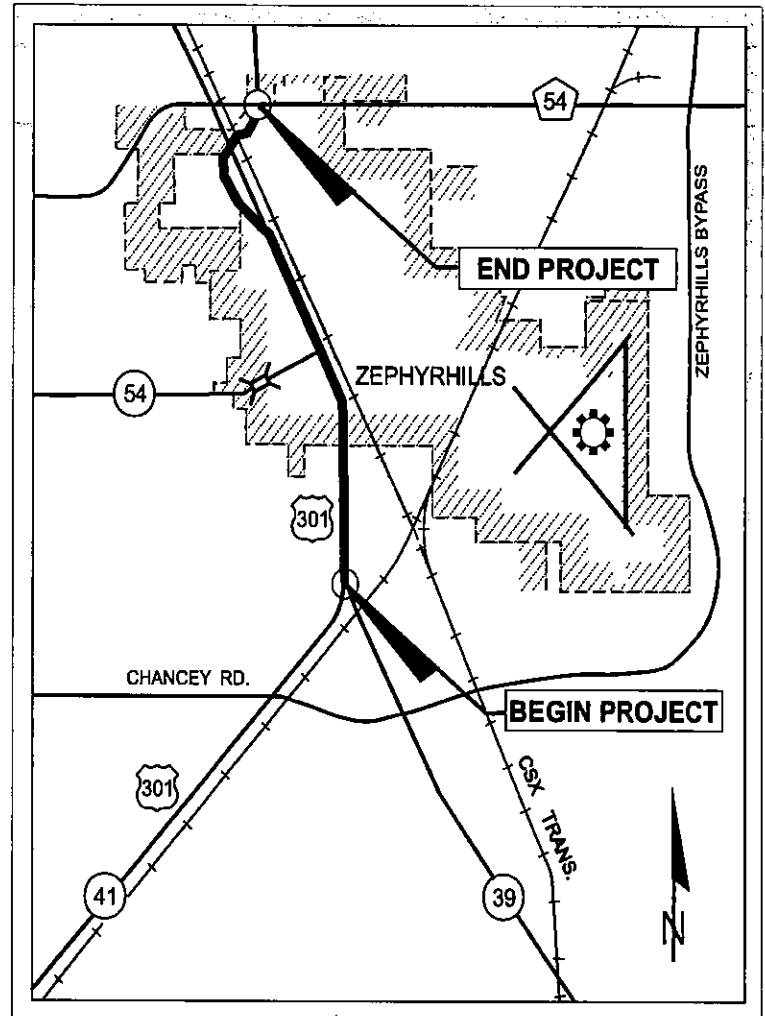 54
ZEPHYRHILLS BYPASS
END PROJECT
ZEPHYRHILLS
54
301
CHANCEY RD.
BEGIN PROJECT
301
CSX TRANS.
41
39
N